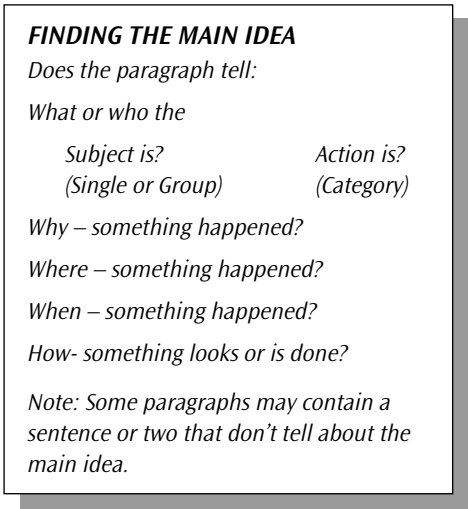 FINDING THE MAIN IDEA
Does the paragraph tell:
What or who the
Subject is? Action is?
(Single or Group) (Category)
Why – something happened?
Where – something happened?
When – something happened?
How- something looks or is done?
Note: Some paragraphs may contain a
sentence or two that don’t tell about the
main idea.